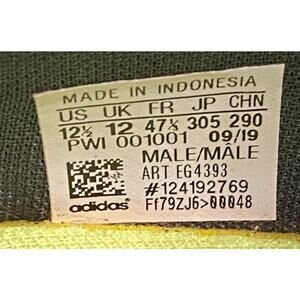 MADE IN INDONESIA
US UK FR JP CHN
12½ 12 47⅓ 305 290
PWI 001001 09/19
MALE/MÂLE
ART EG4393
#124192769
Ff79ZJ6>00048
adidas